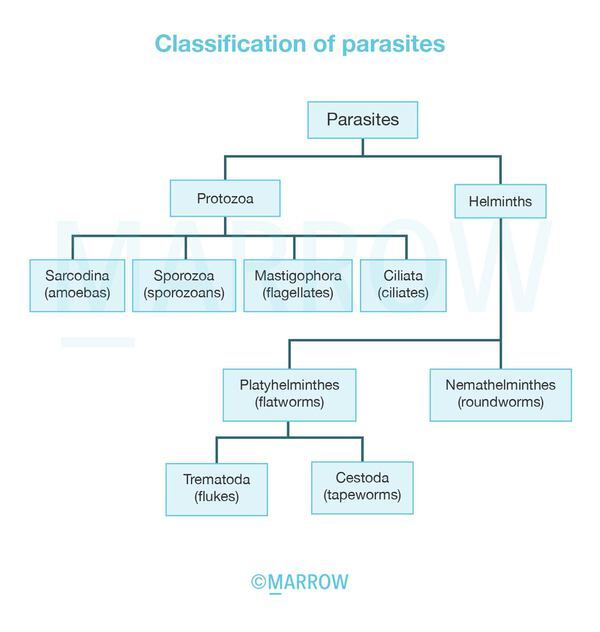 Classification of parasites
Parasites
Protozoa
Helminths
Sarcodina
(amoebas)
Sporozoa
(sporozoans)
Mastigophora
(flagellates)
Ciliata
(ciliates)
Platyhelminthes
(flatworms)
Nemathelminthes
(roundworms)
Trematoda
(flukes)
Cestoda
(tapeworms)
MARROW
©MARROW